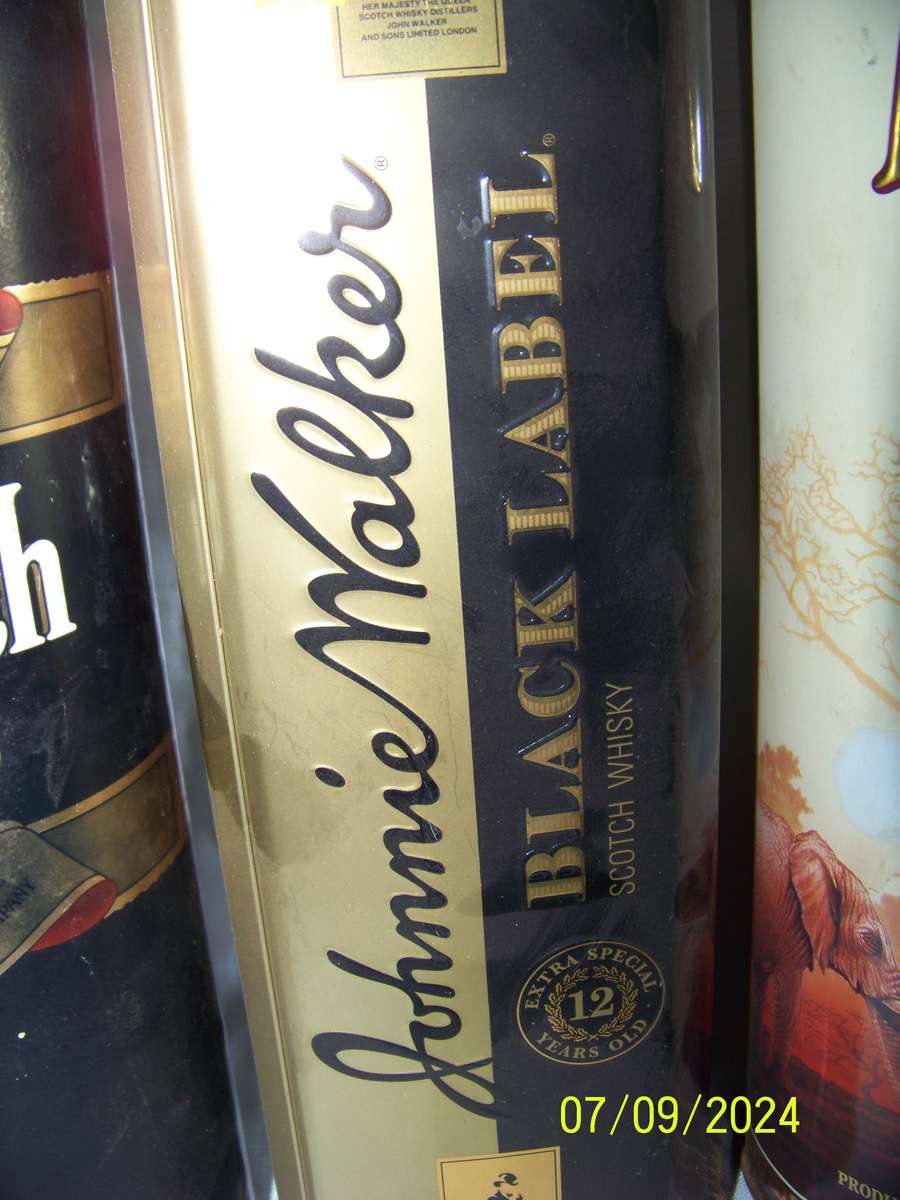 HER MAJESTY THE QUEEN
SCOTCH WHISKY DISTILLERS
JOHN WALKER
AND SONS LIMITED LONDON
Johnnie Walker®
BLACK LABEL®
SCOTCH WHISKY
EXTRA SPECIAL
12
YEARS OLD
07/09/2024